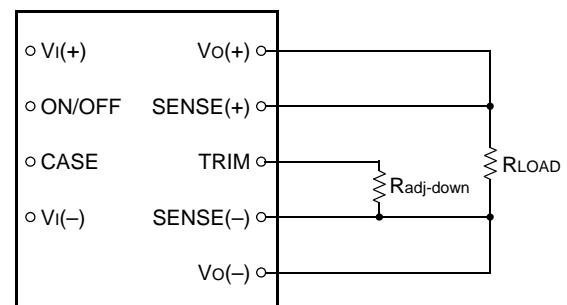 VI(+) VO(+)
ON/OFF SENSE(+)
CASE TRIM
Radj-down
RLOAD
VI(–) SENSE(–)
VO(–)